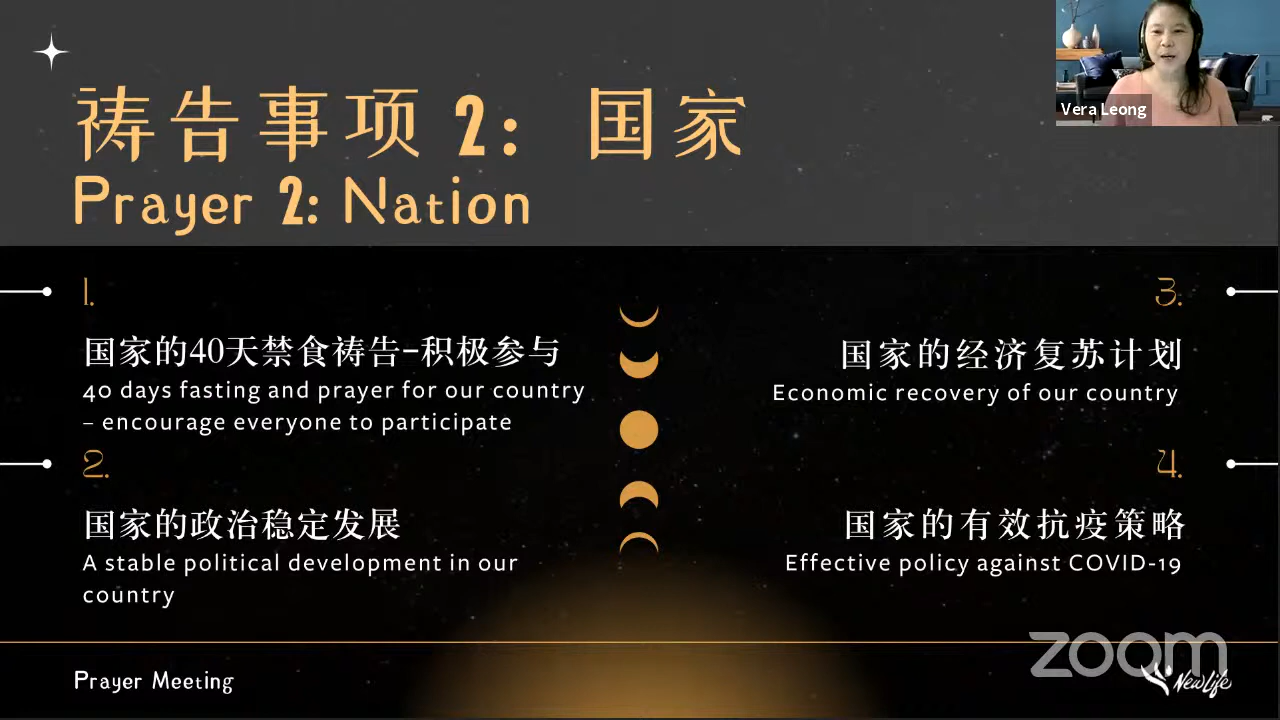 祷告事项 2: 国家
Prayer 2: Nation
Vera Leong
1.
国家的40天禁食祷告-积极参与
40 days fasting and prayer for our country
– encourage everyone to participate
2.
国家的政治稳定发展
A stable political development in our
country
3.
国家的经济复苏计划
Economic recovery of our country
4.
国家的有效抗疫策略
Effective policy against COVID-19
Prayer Meeting
zoom
NewLife